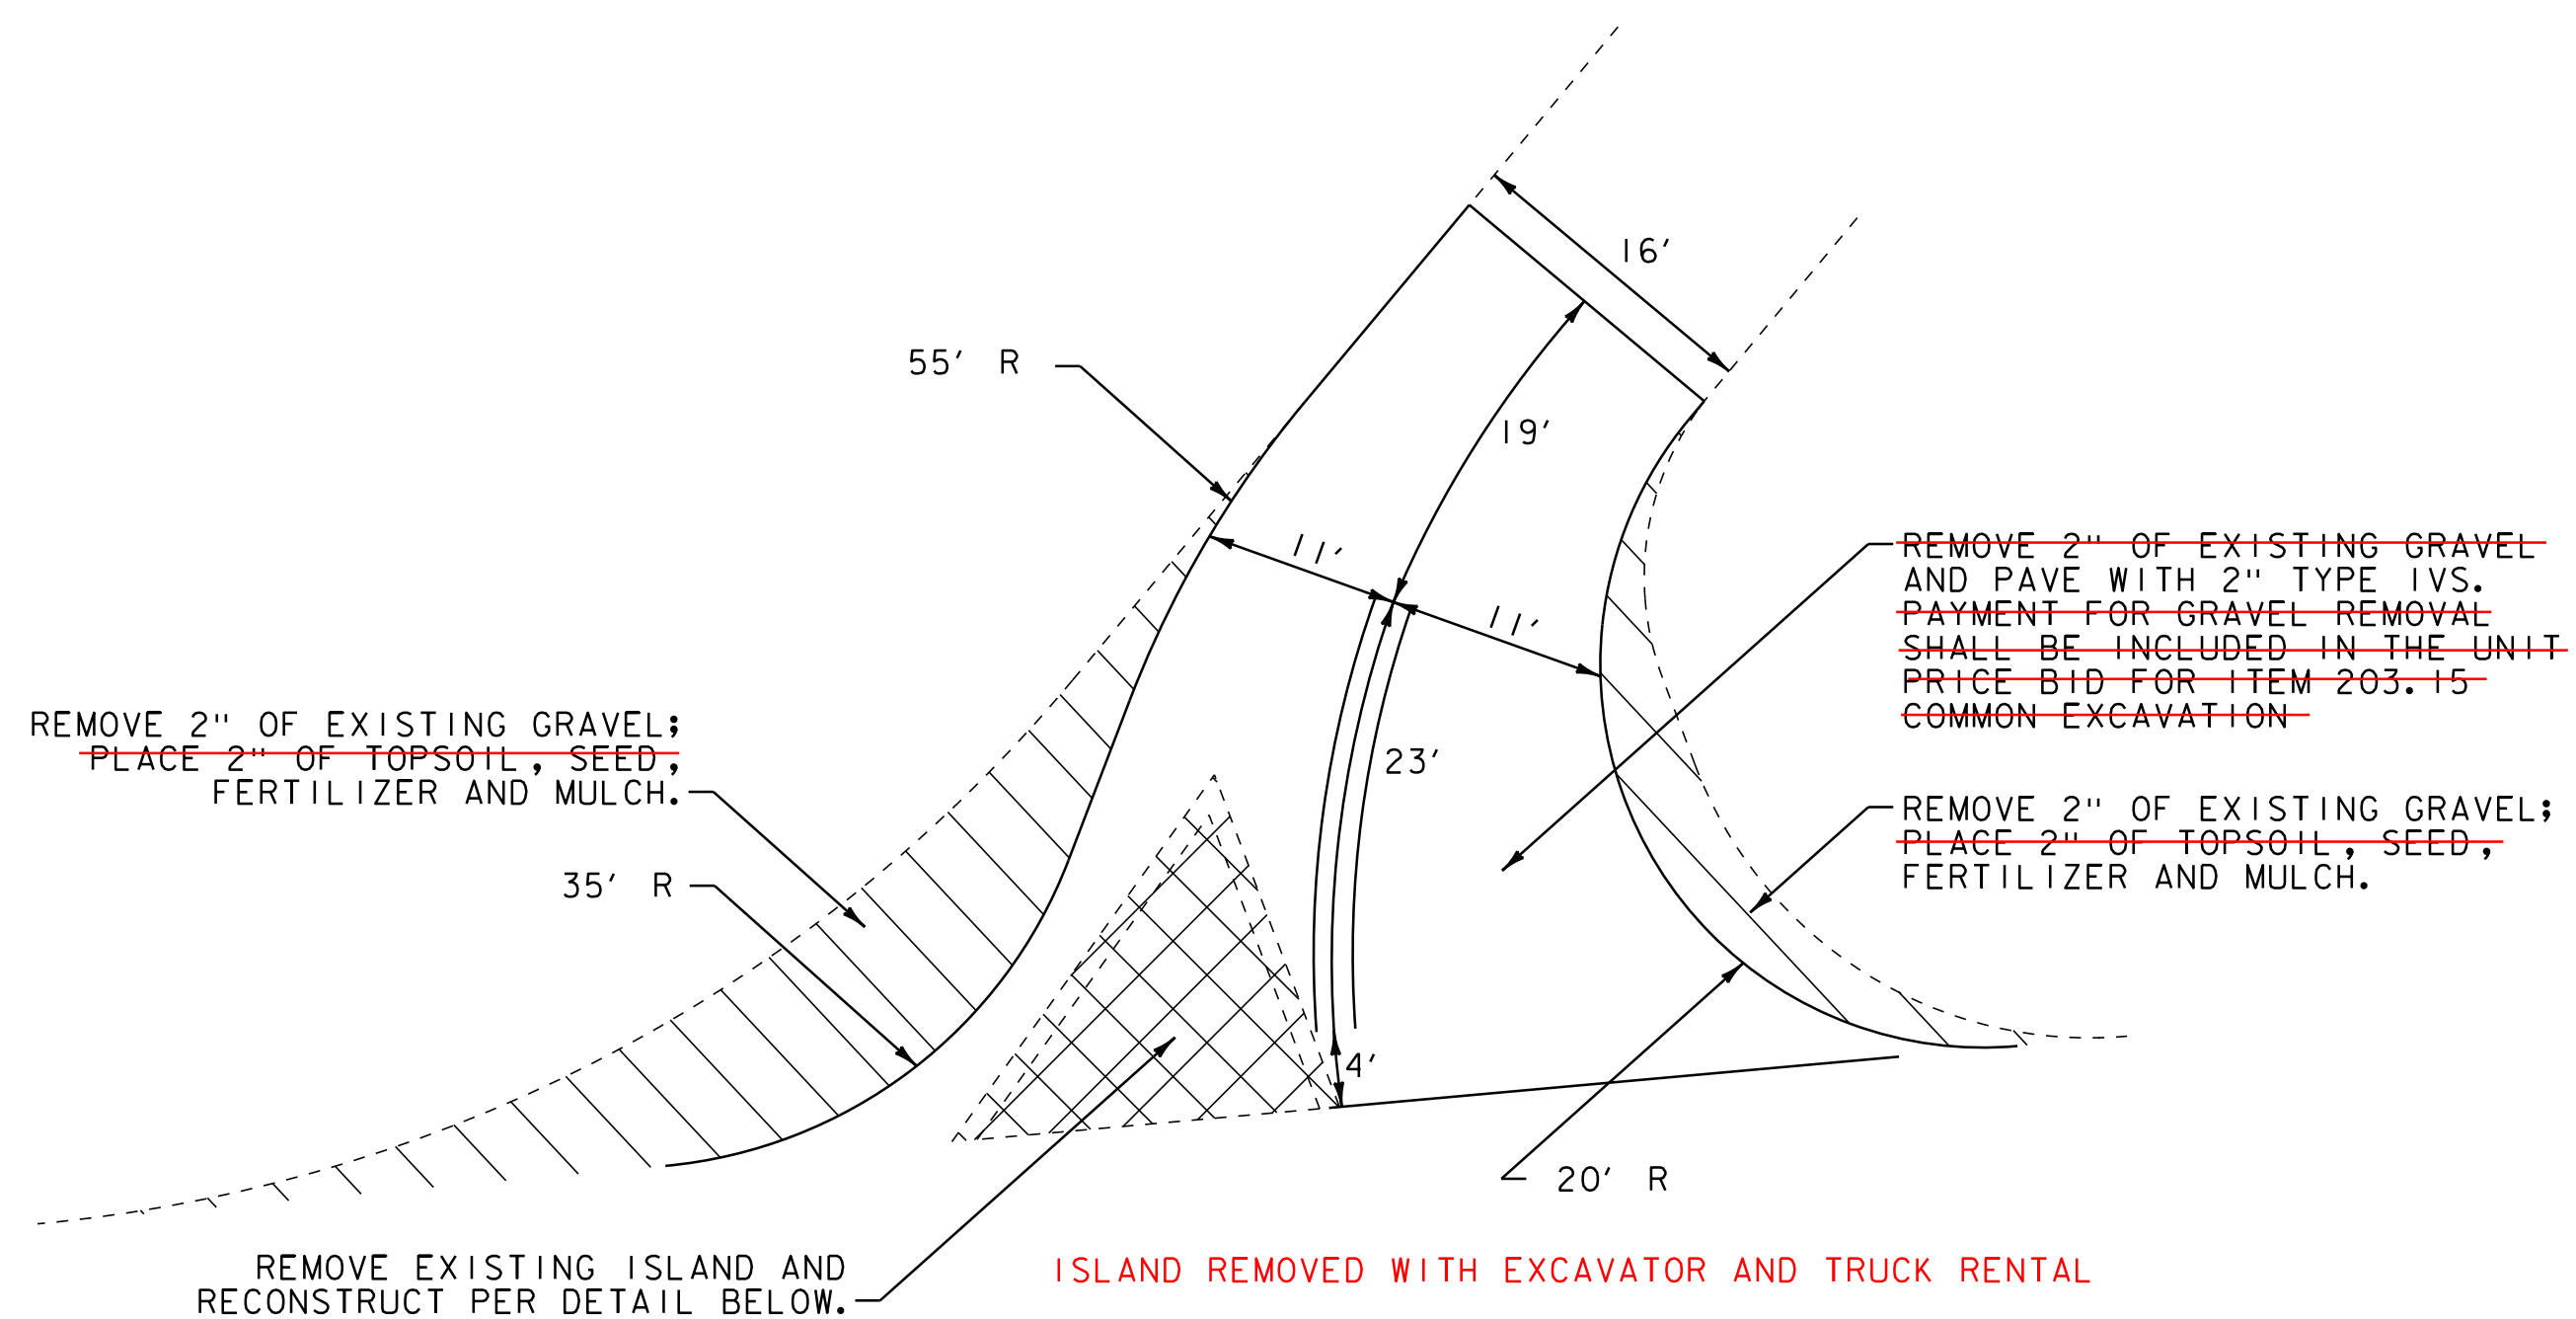 16'
55' R
19'
11'
11'
REMOVE 2" OF EXISTING GRAVEL
AND PAVE WITH 2" TYPE IVS.
PAYMENT FOR GRAVEL REMOVAL
SHALL BE INCLUDED IN THE UNIT
PRICE BID FOR ITEM 203.15
COMMON EXCAVATION
REMOVE 2" OF EXISTING GRAVEL;
PLACE 2" OF TOPSOIL, SEED,
FERTILIZER AND MULCH.
23'
35' R
REMOVE 2" OF EXISTING GRAVEL;
PLACE 2" OF TOPSOIL, SEED,
FERTILIZER AND MULCH.
4'
20' R
REMOVE EXISTING ISLAND AND
RECONSTRUCT PER DETAIL BELOW.
ISLAND REMOVED WITH EXCAVATOR AND TRUCK RENTAL